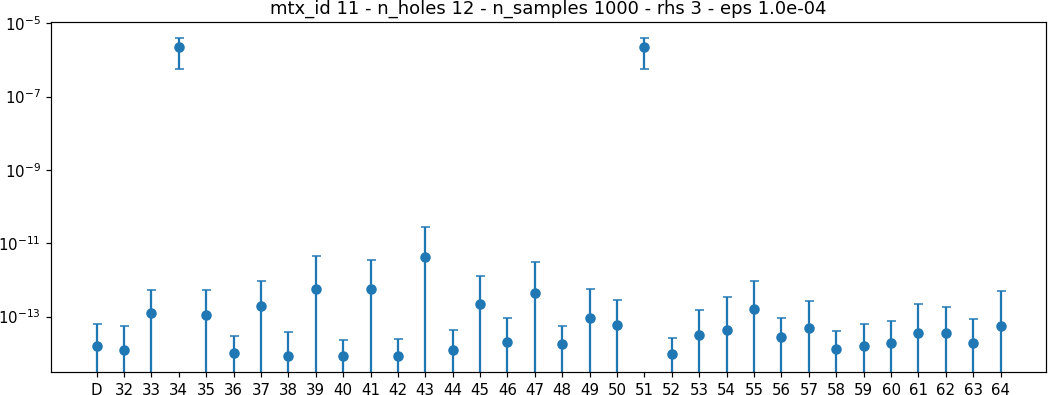 mtx_id 11 - n_holes 12 - n_samples 1000 - rhs 3 - eps 1.0e-04
10⁻⁵
10⁻⁷
10⁻⁹
10⁻¹¹
10⁻¹³
D 32 33 34 35 36 37 38 39 40 41 42 43 44 45 46 47 48 49 50 51 52 53 54 55 56 57 58 59 60 61 62 63 64